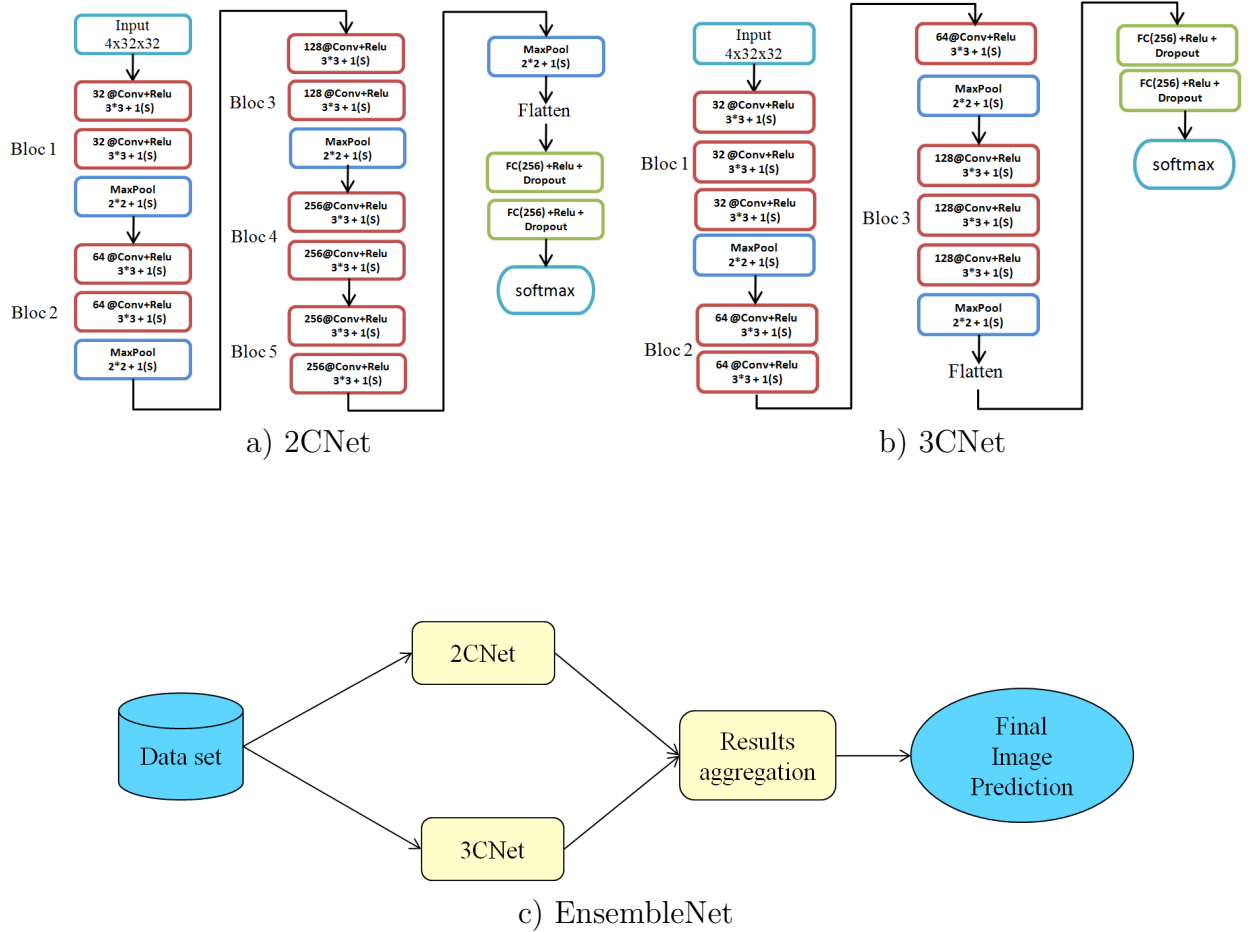 Input
4x32x32
32 @Conv+Relu
3*3 + 1(S)
Bloc 1
32 @Conv+Relu
3*3 + 1(S)
MaxPool
2*2 + 1(S)
64 @Conv+Relu
3*3 + 1(S)
Bloc 2
64 @Conv+Relu
3*3 + 1(S)
MaxPool
2*2 + 1(S)
128@Conv+Relu
3*3 + 1(S)
Bloc 3
128 @Conv+Relu
3*3 + 1(S)
MaxPool
2*2 + 1(S)
256@Conv+Relu
3*3 + 1(S)
Bloc 4
256@Conv+Relu
3*3 + 1(S)
256@Conv+Relu
3*3 + 1(S)
Bloc 5
256@Conv+Relu
3*3 + 1(S)
MaxPool
2*2 + 1(S)
Flatten
FC(256) +Relu +
Dropout
FC(256) +Relu +
Dropout
softmax
a) 2CNet
Input
4x32x32
32 @Conv+Relu
3*3 + 1(S)
Bloc 1
32 @Conv+Relu
3*3 + 1(S)
32 @Conv+Relu
3*3 + 1(S)
MaxPool
2*2 + 1(S)
64 @Conv+Relu
3*3 + 1(S)
Bloc 2
64 @Conv+Relu
3*3 + 1(S)
64@Conv+Relu
3*3 + 1(S)
MaxPool
2*2 + 1(S)
128@Conv+Relu
3*3 + 1(S)
Bloc 3
128@Conv+Relu
3*3 + 1(S)
128@Conv+Relu
3*3 + 1(S)
MaxPool
2*2 + 1(S)
Flatten
FC(256) +Relu +
Dropout
FC(256) +Relu +
Dropout
softmax
b) 3CNet
Data set
2CNet
3CNet
Results
aggregation
Final
Image
Prediction
c) EnsembleNet